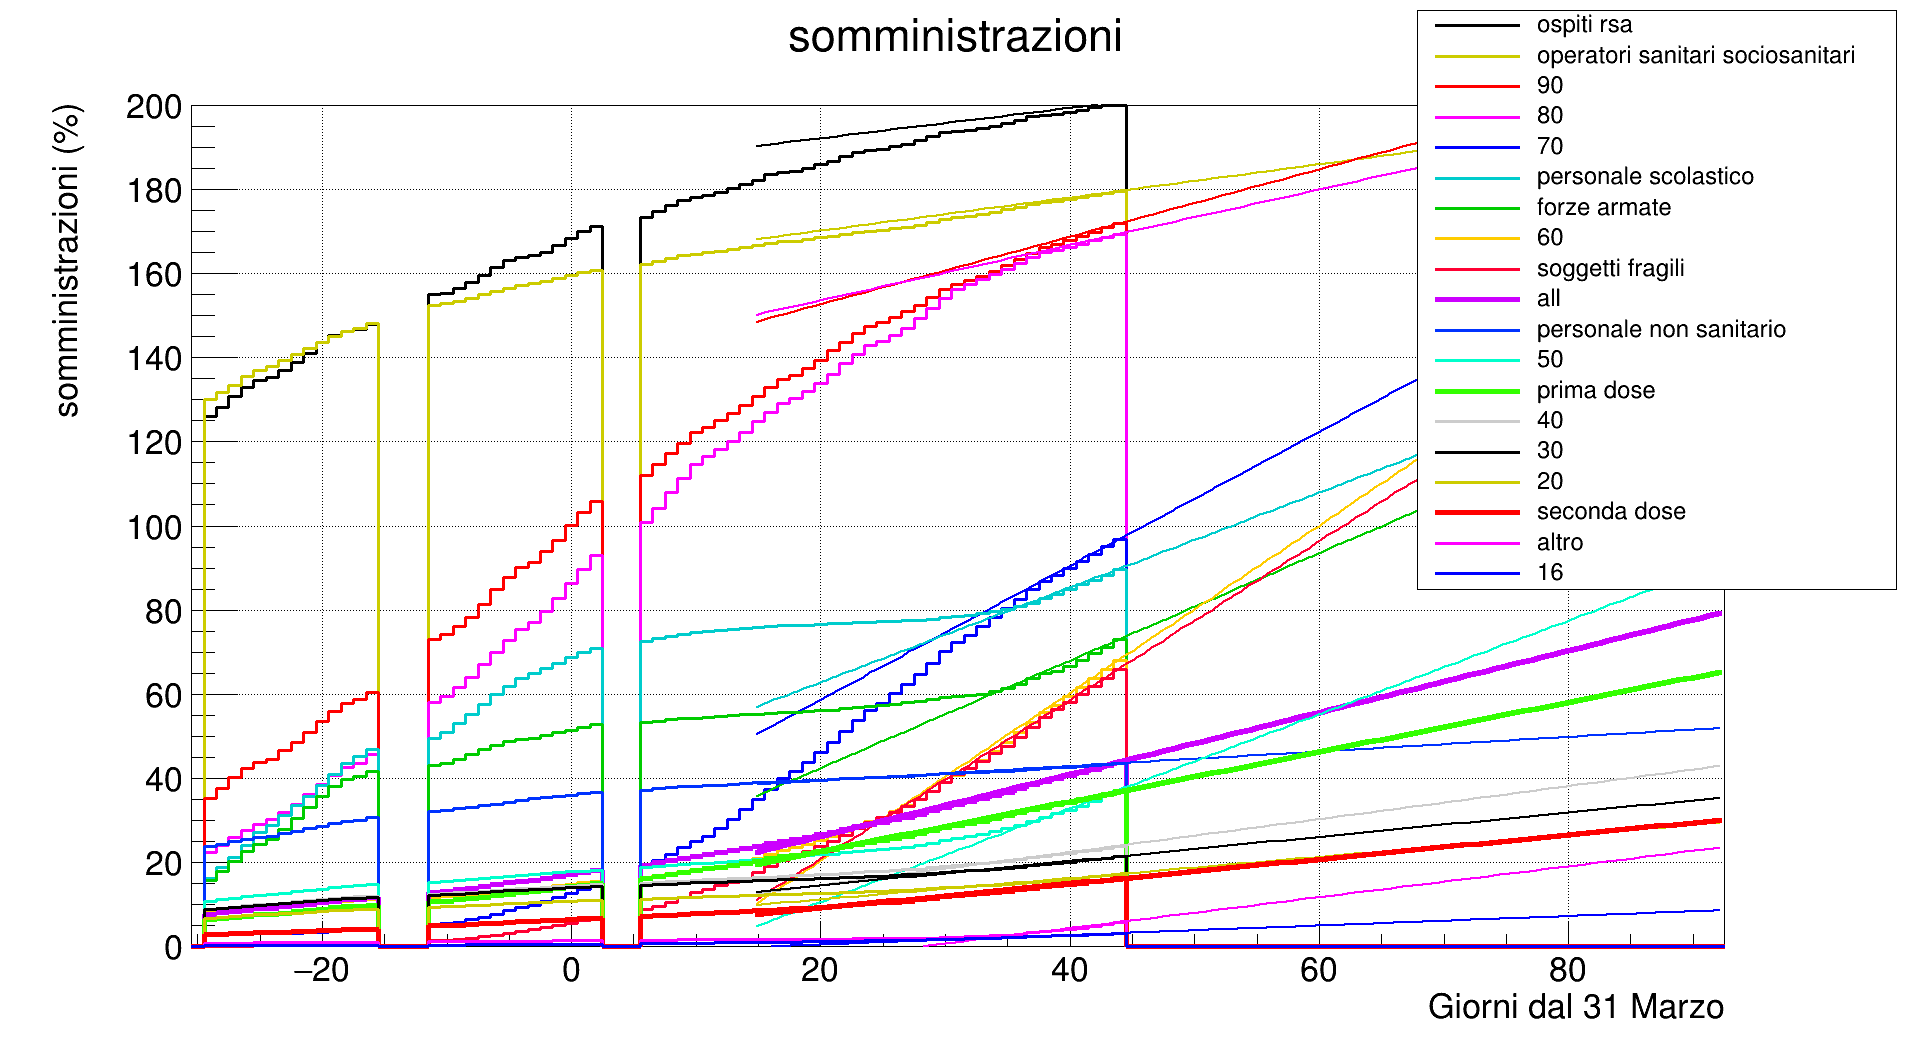 somministrazioni
somministrazioni (%)
200
180
160
140
120
100
80
60
40
20
0
−20
0
20
40
60
80
Giorni dal 31 Marzo
ospiti rsa
operatori sanitari sociosanitari
90
80
70
personale scolastico
forze armate
60
soggetti fragili
all
personale non sanitario
50
prima dose
40
30
20
seconda dose
altro
16